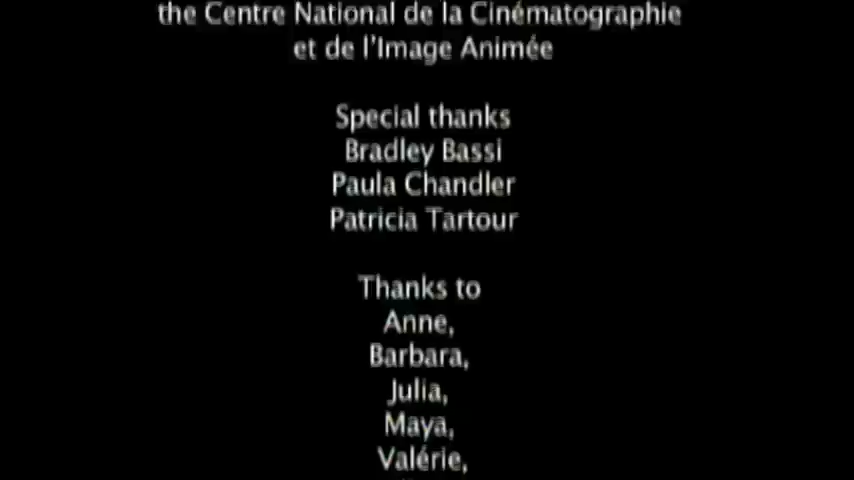 the Centre National de la Cinématographie
et de l'Image Animée
Special thanks
Bradley Bassi
Paula Chandler
Patricia Tartour
Thanks to
Anne,
Barbara,
Julia,
Maya,
Valérie,